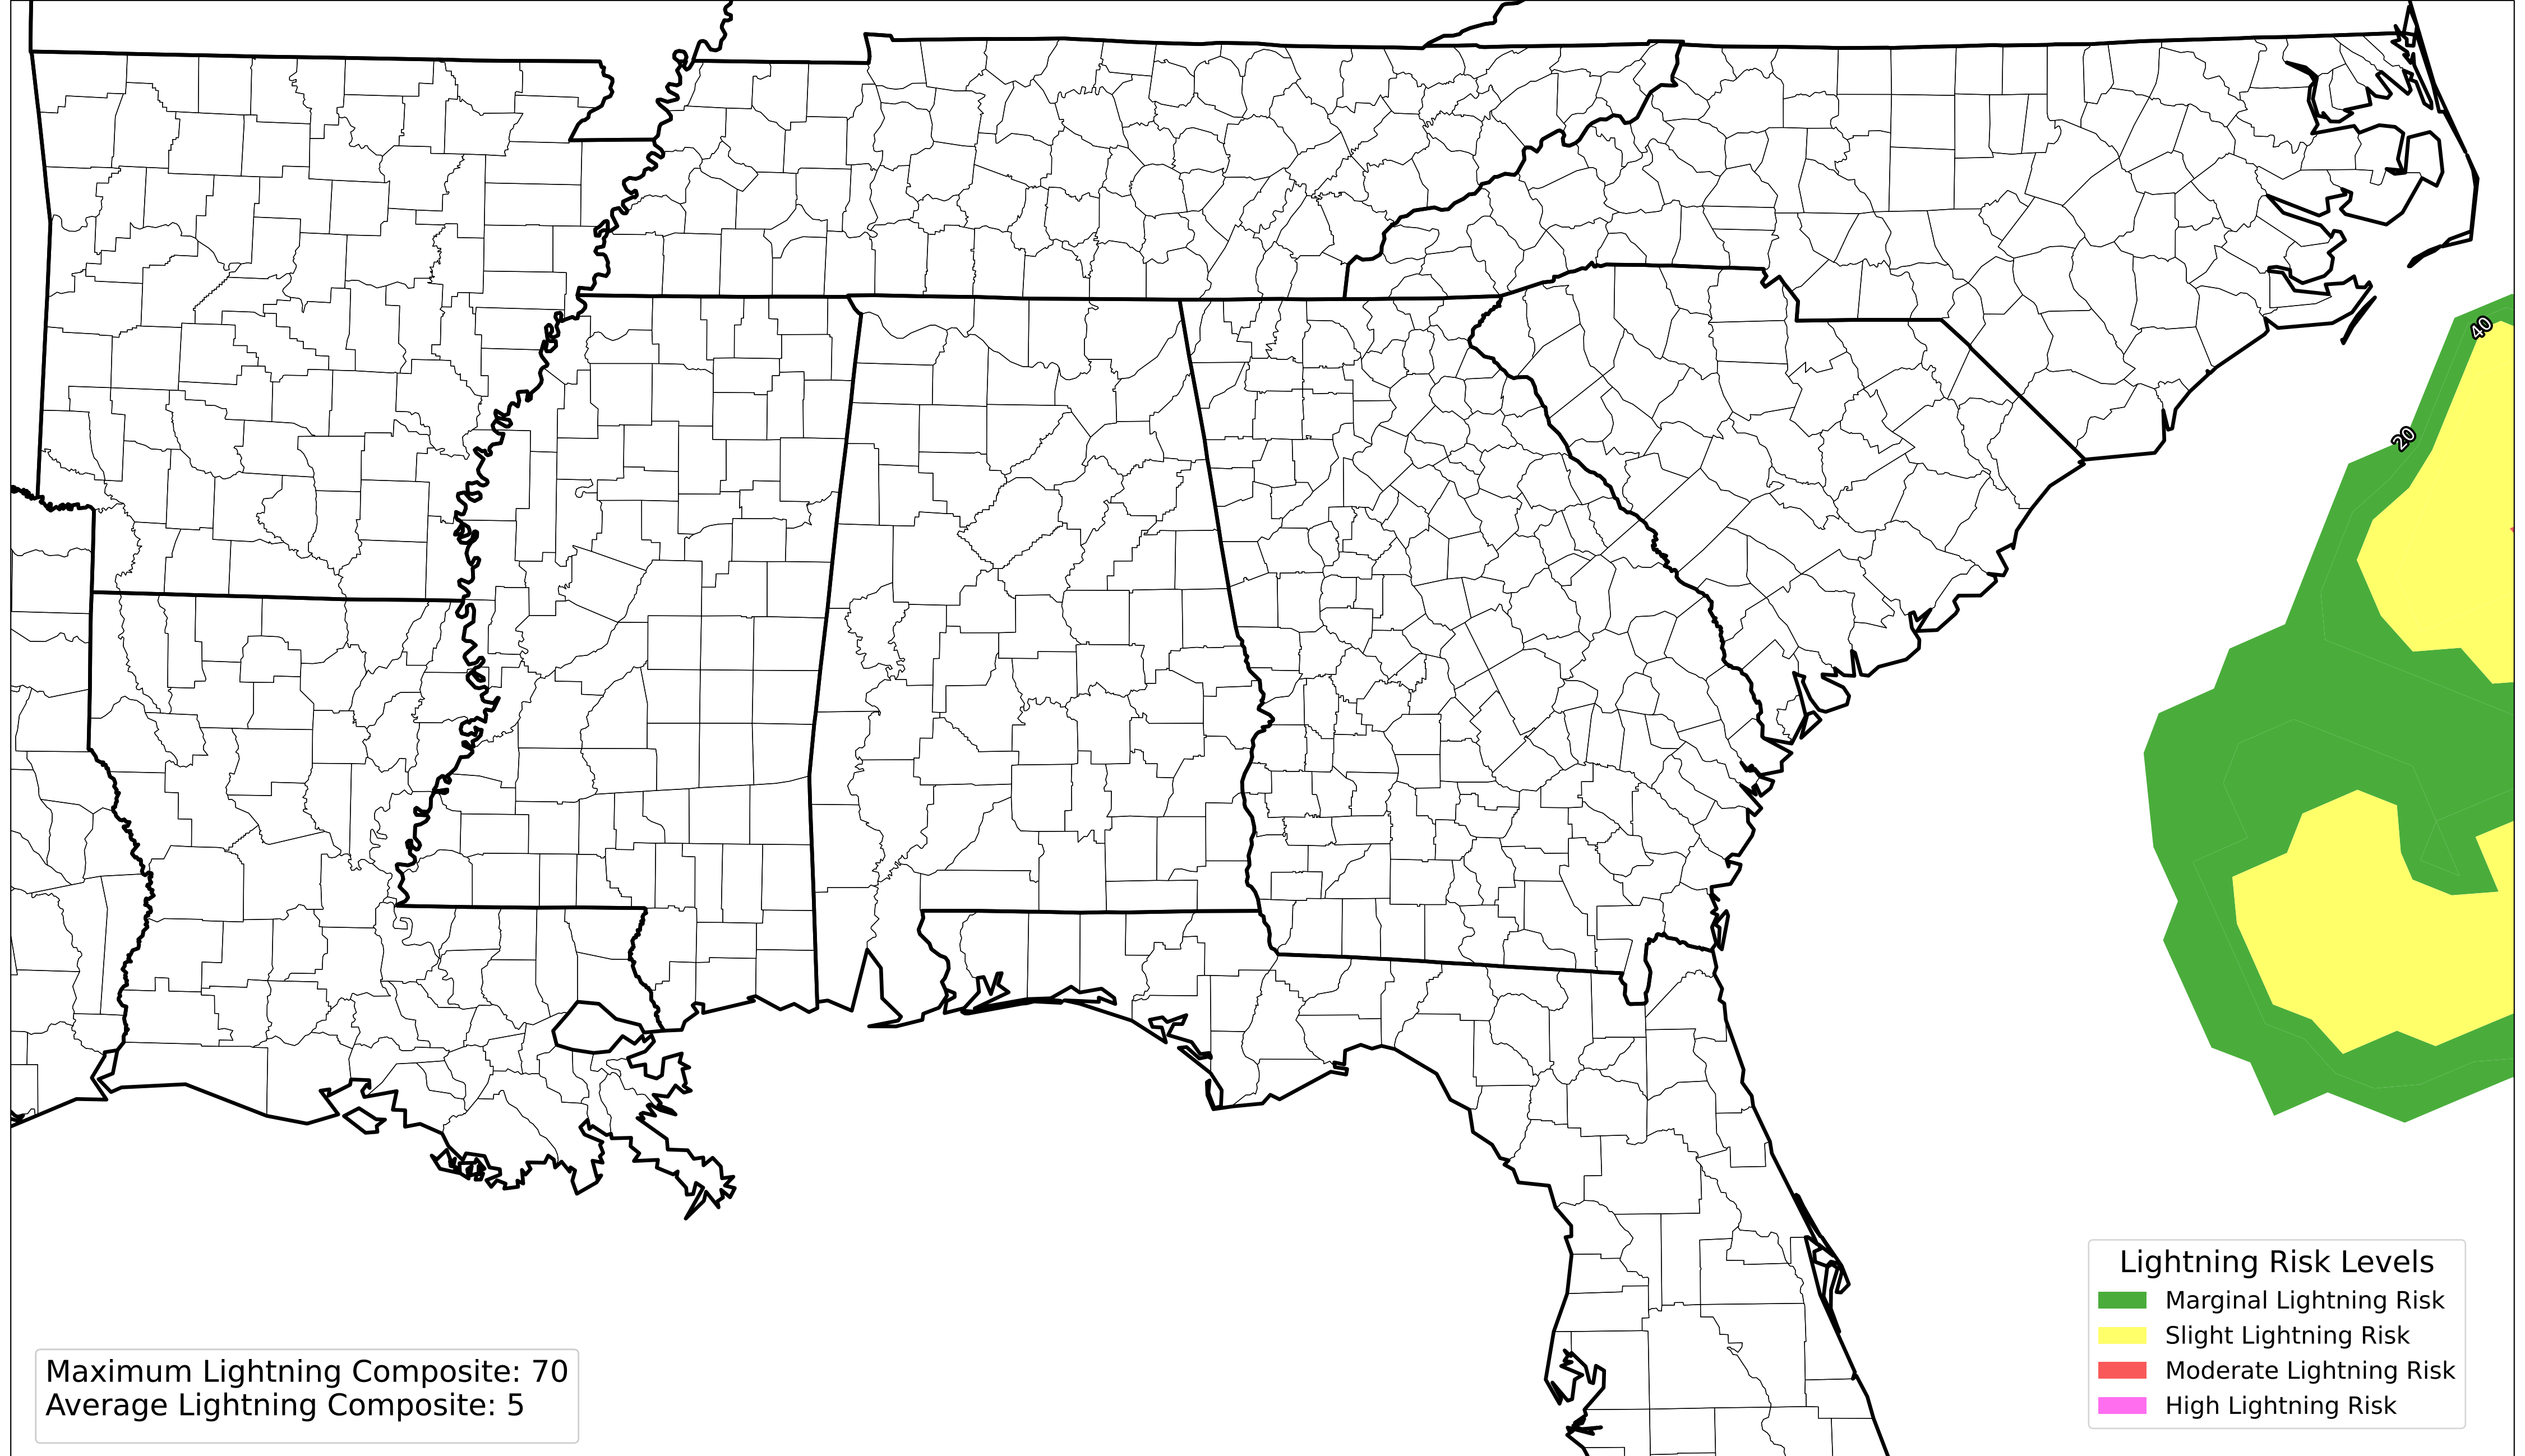 40
20
Lightning Risk Levels
Marginal Lightning Risk
Slight Lightning Risk
Moderate Lightning Risk
High Lightning Risk
Maximum Lightning Composite: 70
Average Lightning Composite: 5